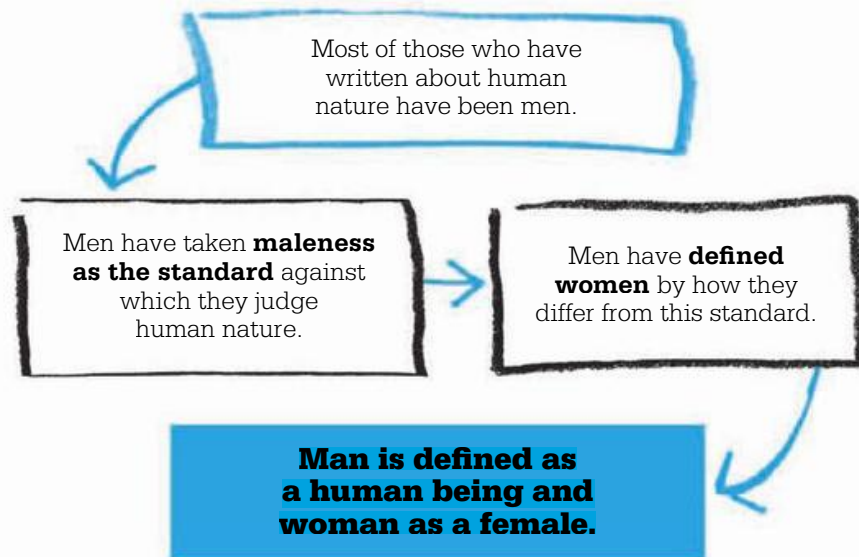 Most of those who have
written about human
nature have been men.
Men have taken maleness
as the standard against
which they judge
human nature.
Men have defined
women by how they
differ from this standard.
Man is defined as
a human being and
woman as a female.